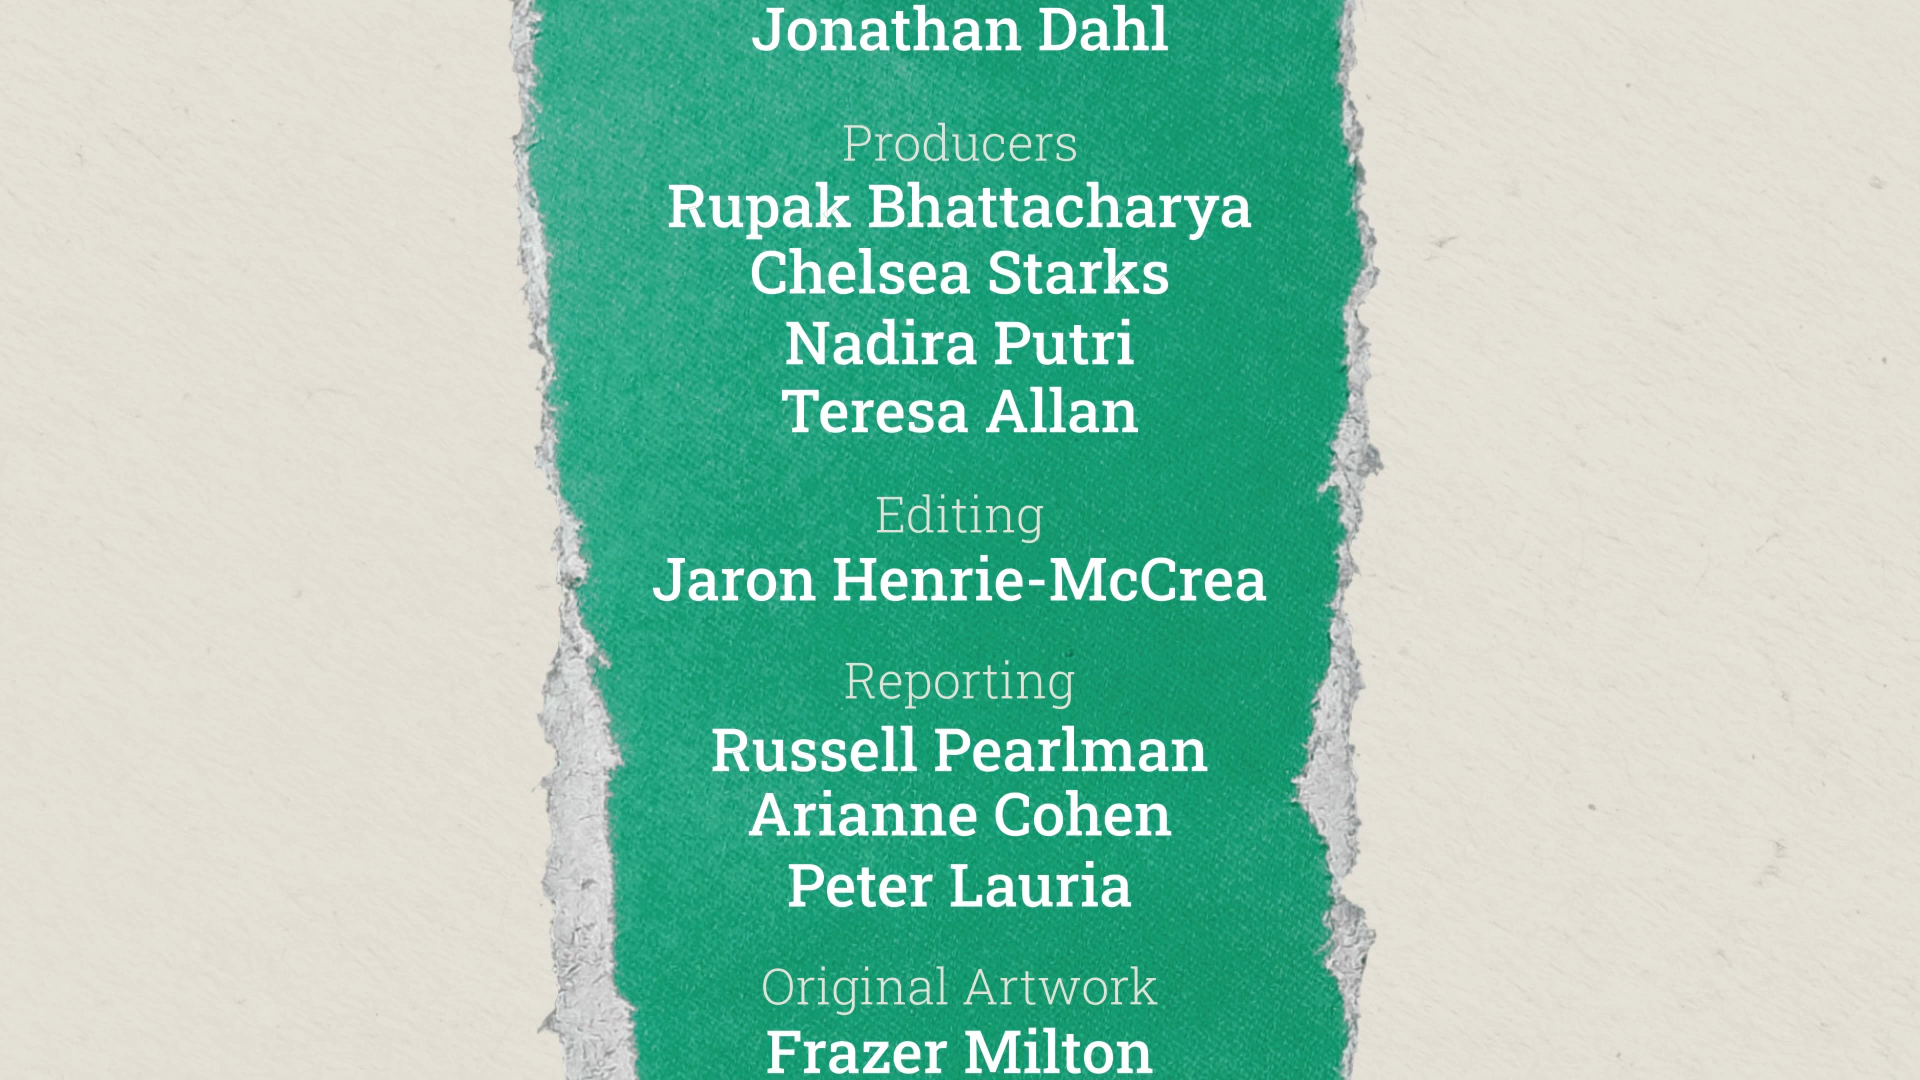 Jonathan Dahl
Producers
Rupak Bhattacharya
Chelsea Starks
Nadira Putri
Teresa Allan
Editing
Jaron Henrie-McCrea
Reporting
Russell Pearlman
Arianne Cohen
Peter Lauria
Original Artwork
Frazer Milton